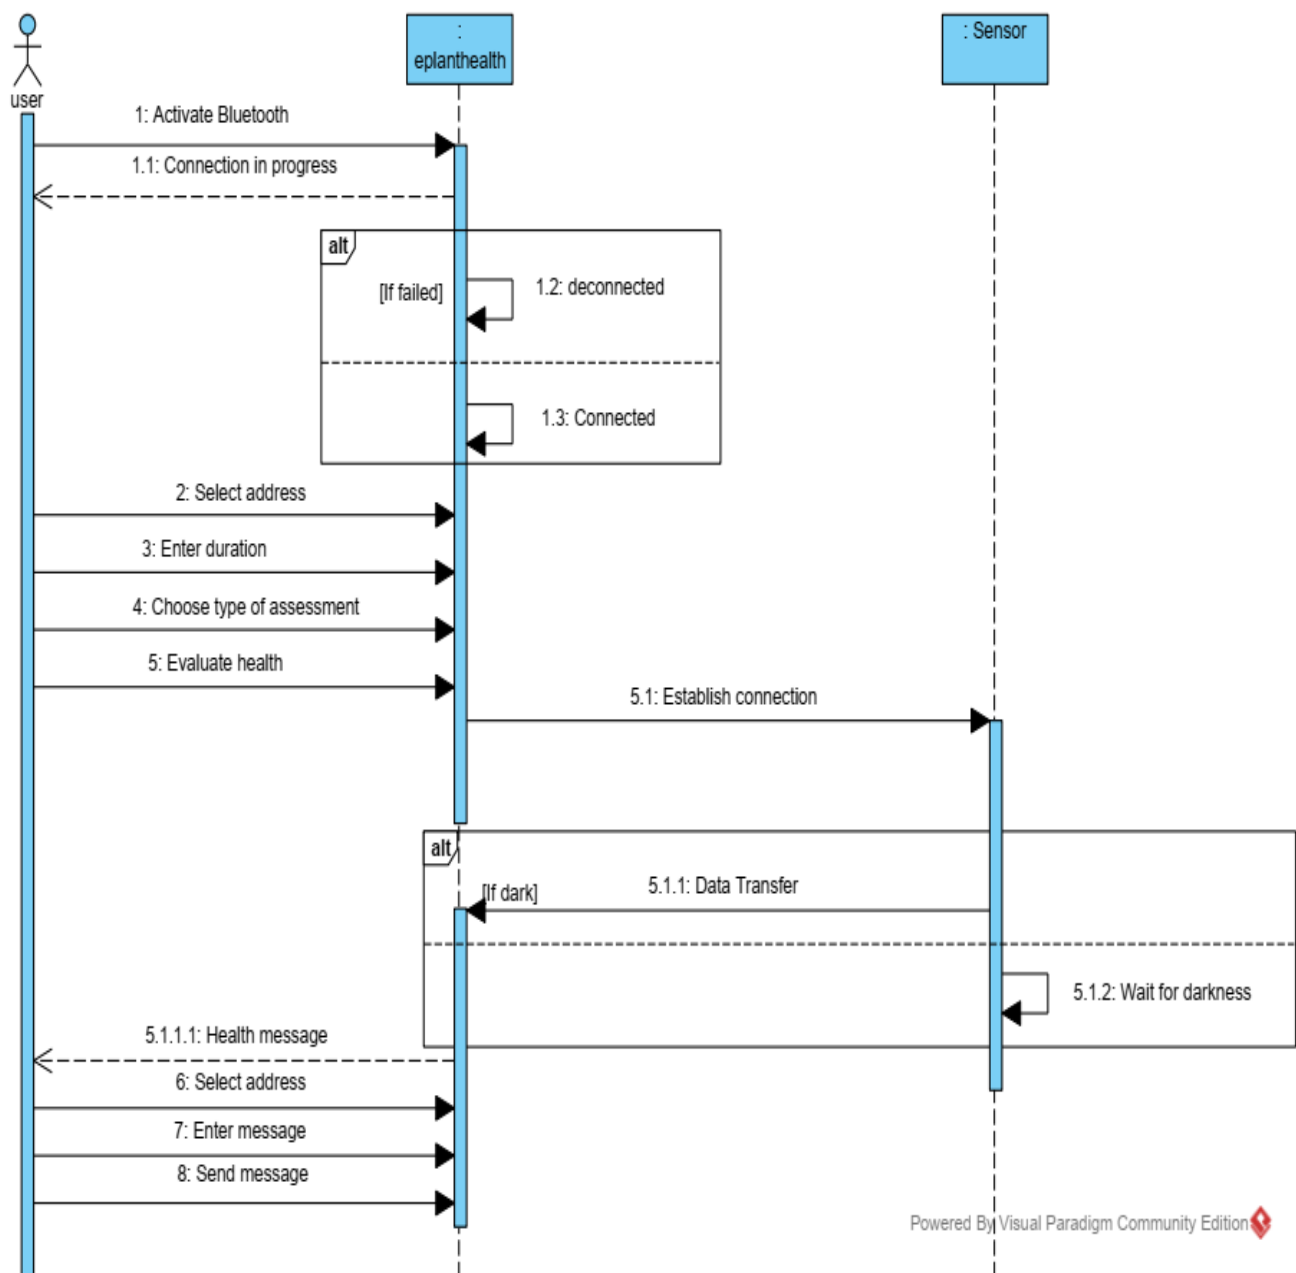 :
eplanthealth
: Sensor
user
1: Activate Bluetooth
1.1: Connection in progress
alt
[If failed]
1.2: deconnected
1.3: Connected
2: Select address
3: Enter duration
4: Choose type of assessment
5: Evaluate health
5.1: Establish connection
alt
[If dark]
5.1.1: Data Transfer
5.1.2: Wait for darkness
5.1.1.1: Health message
6: Select address
7: Enter message
8: Send message
Powered By Visual Paradigm Community Edition